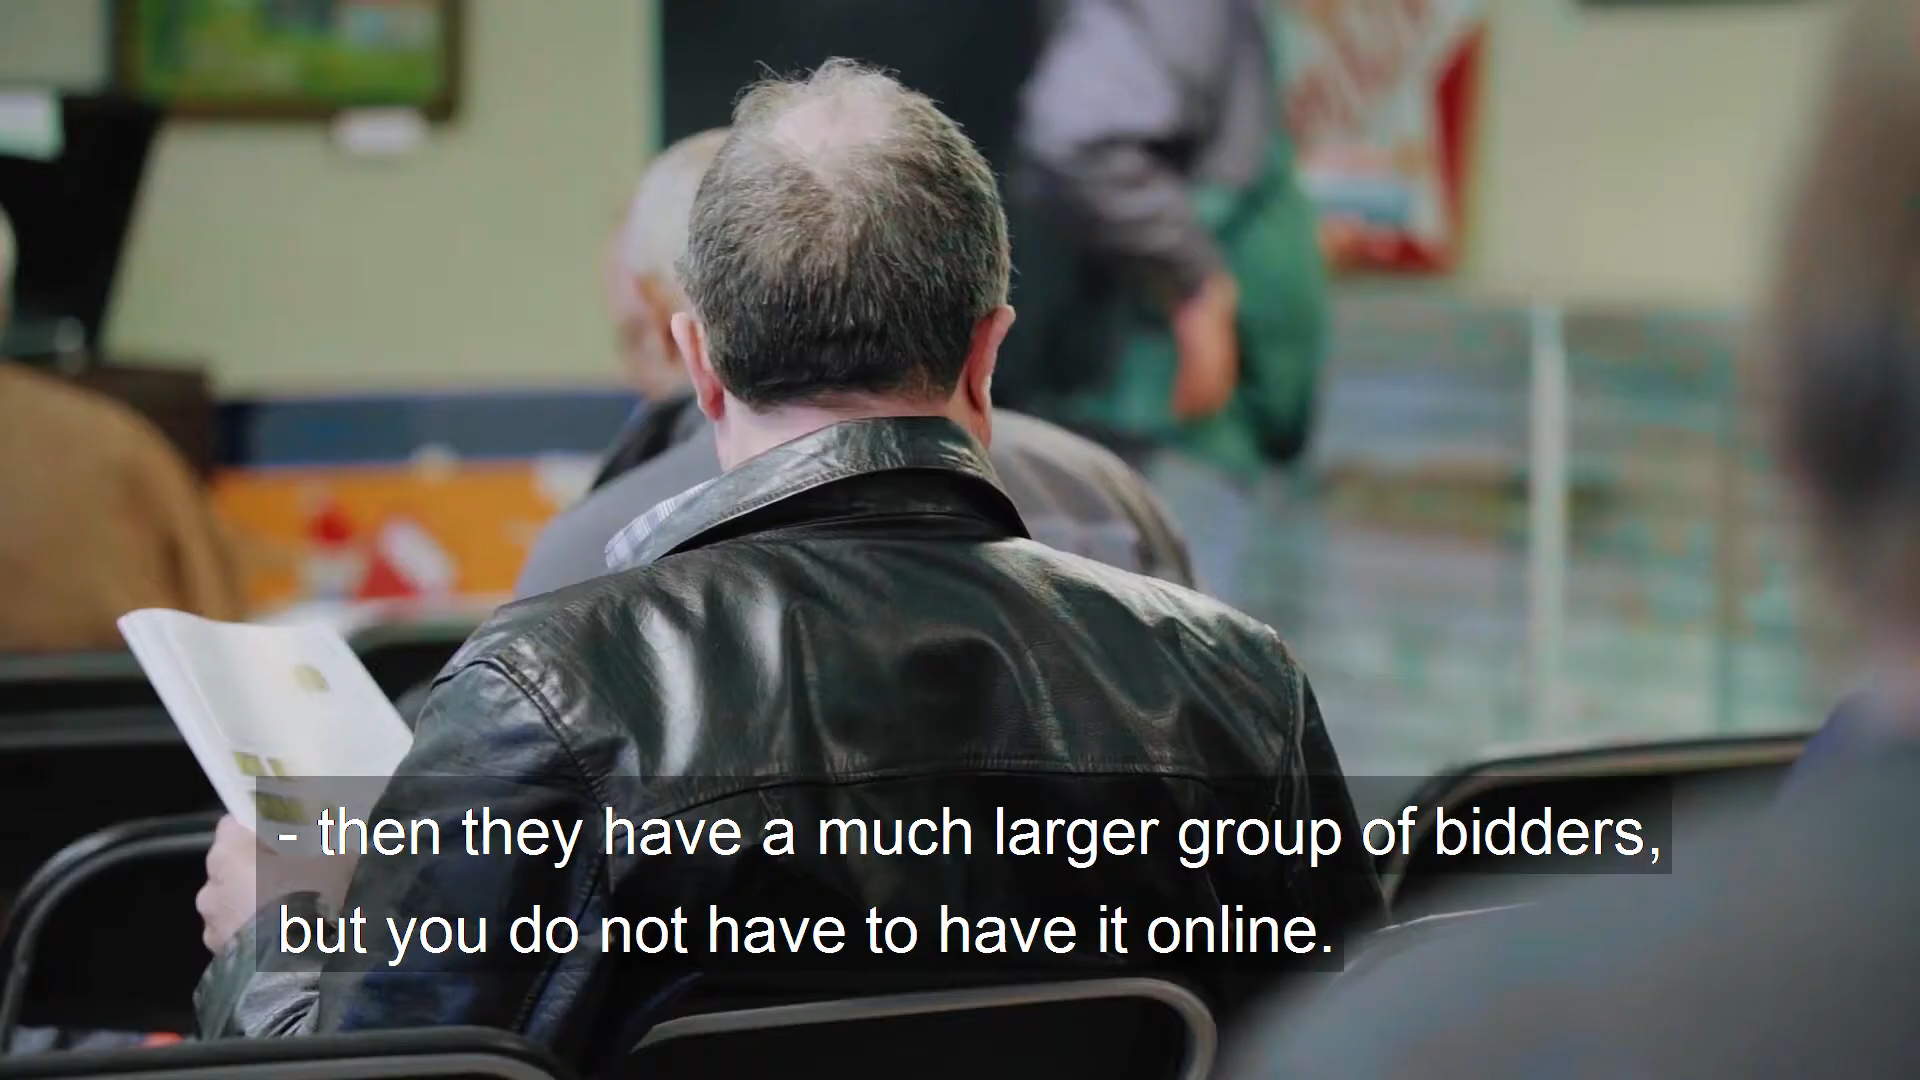 - then they have a much larger group of bidders,
but you do not have to have it online.